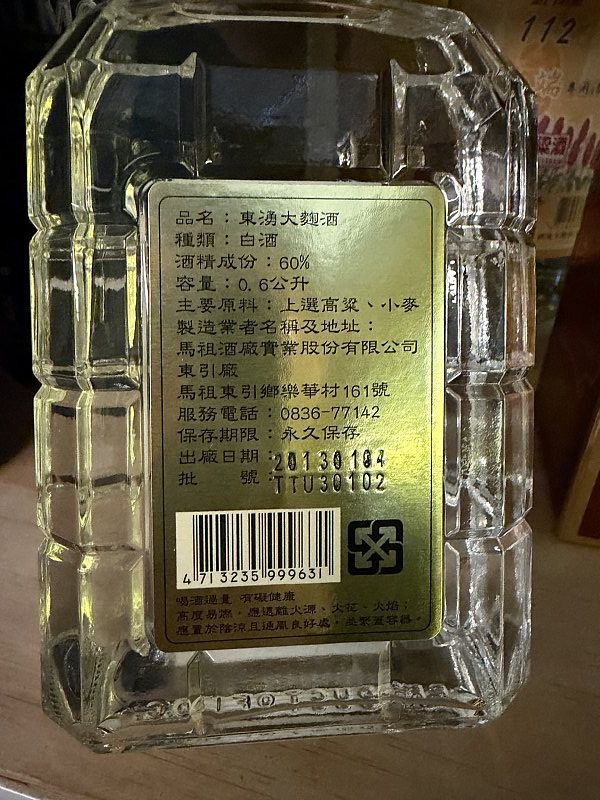 112
品名：東湧大麴酒
種類：白酒
酒精成份：60%
容量：0.6公升
主要原料：上選高粱、小麥
製造業者名稱及地址：
馬祖酒廠實業股份有限公司
東引廠
馬祖東引鄉樂華村161號
服務電話：0836-77142
保存期限：永久保存
出廠日期：20130104
批　　號：TTU30102
4 713235 999631
喝酒過量 有礙健康
高度易燃，應遠離火源、火花、火焰；
應置於陰涼且通風良好處，並緊蓋容器。